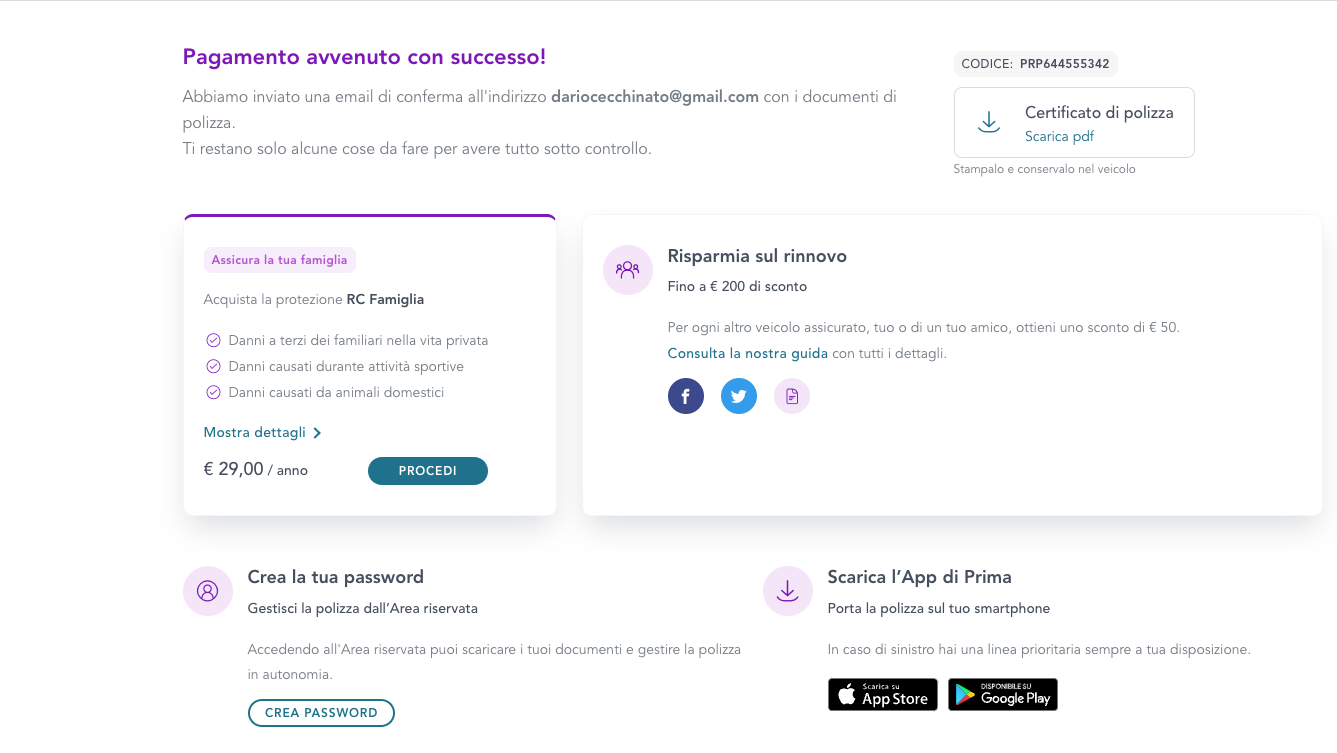 Pagamento avvenuto con successo!
Abbiamo inviato una email di conferma all'indirizzo dariocecchinato@gmail.com con i documenti di
polizza.
Ti restano solo alcune cose da fare per avere tutto sotto controllo.
CODICE: PRP644555342
Certificato di polizza
Scarica pdf
Stampalo e conservalo nel veicolo
Assicura la tua famiglia
Acquista la protezione RC Famiglia
Danni a terzi dei familiari nella vita privata
Danni causati durante attività sportive
Danni causati da animali domestici
Mostra dettagli
€ 29,00 / anno
PROCEDI
Risparmia sul rinnovo
Fino a € 200 di sconto
Per ogni altro veicolo assicurato, tuo o di un tuo amico, ottieni uno sconto di € 50.
Consulta la nostra guida con tutti i dettagli.
Crea la tua password
Gestisci la polizza dall’Area riservata
Accedendo all'Area riservata puoi scaricare i tuoi documenti e gestire la polizza
in autonomia.
CREA PASSWORD
Scarica l’App di Prima
Porta la polizza sul tuo smartphone
In caso di sinistro hai una linea prioritaria sempre a tua disposizione.
Scarica su
App Store
DISPONIBILE SU
Google Play